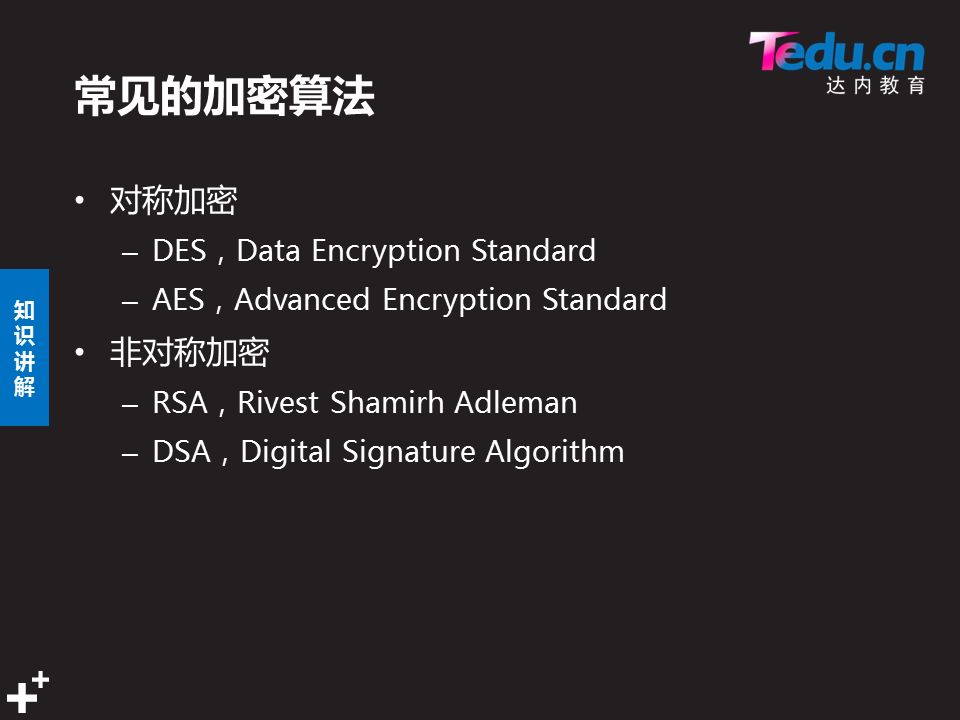 Tedu.cn
达内教育
常见的加密算法
• 对称加密
– DES，Data Encryption Standard
– AES，Advanced Encryption Standard
• 非对称加密
– RSA，Rivest Shamirh Adleman
– DSA，Digital Signature Algorithm
知识讲解